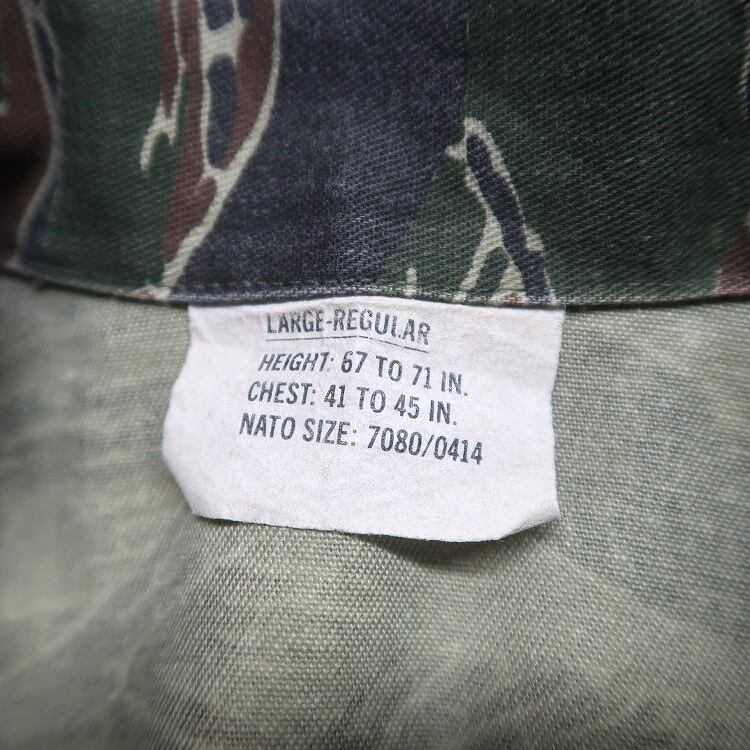 LARGE-REGULAR
HEIGHT: 67 TO 71 IN.
CHEST: 41 TO 45 IN.
NATO SIZE: 7080/0414